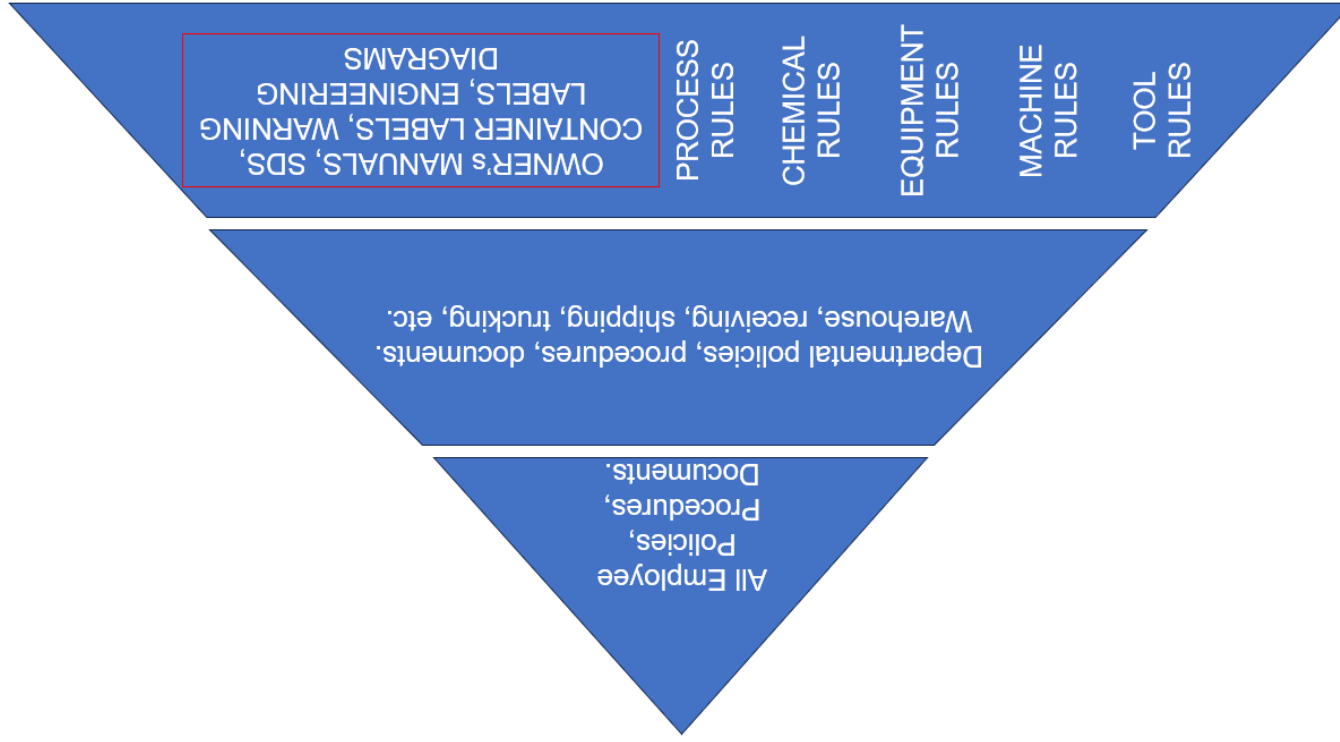 All Employee
Policies,
Procedures,
Documents.
Departmental policies, procedures, documents.
Warehouse, receiving, shipping, trucking, etc.
TOOL
RULES
MACHINE
RULES
EQUIPMENT
RULES
CHEMICAL
RULES
PROCESS
RULES
OWNER's MANUALS, SDS,
CONTAINER LABELS, WARNING
LABELS, ENGINEERING
DIAGRAMS